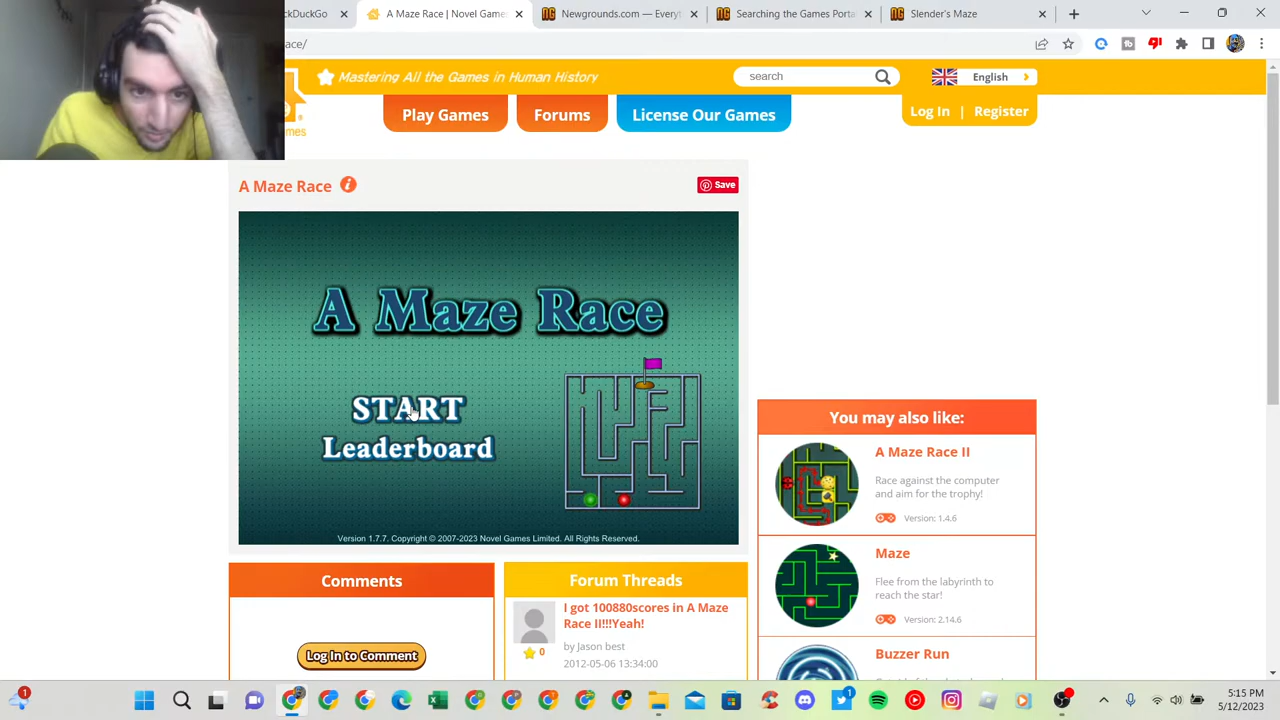 ckDuckGo
A Maze Race | Novel Games
Newgrounds.com — Everyt
Searching the Games Porta
Slender's Maze
ace/
Mastering All the Games in Human History
search
English
mes
Play Games
Forums
License Our Games
Log In | Register
A Maze Race
Save
A Maze Race
START
Leaderboard
Version 1.7.7. Copyright © 2007-2023 Novel Games Limited. All Rights Reserved.
You may also like:
A Maze Race II
Race against the computer
and aim for the trophy!
Version: 1.4.6
Maze
Flee from the labyrinth to
reach the star!
Version: 2.14.6
Buzzer Run
Comments
Log In to Comment
Forum Threads
I got 100880scores in A Maze
Race II!!!Yeah!
by Jason best
0
2012-05-06 13:34:00
1
1
5:15 PM
5/12/2023